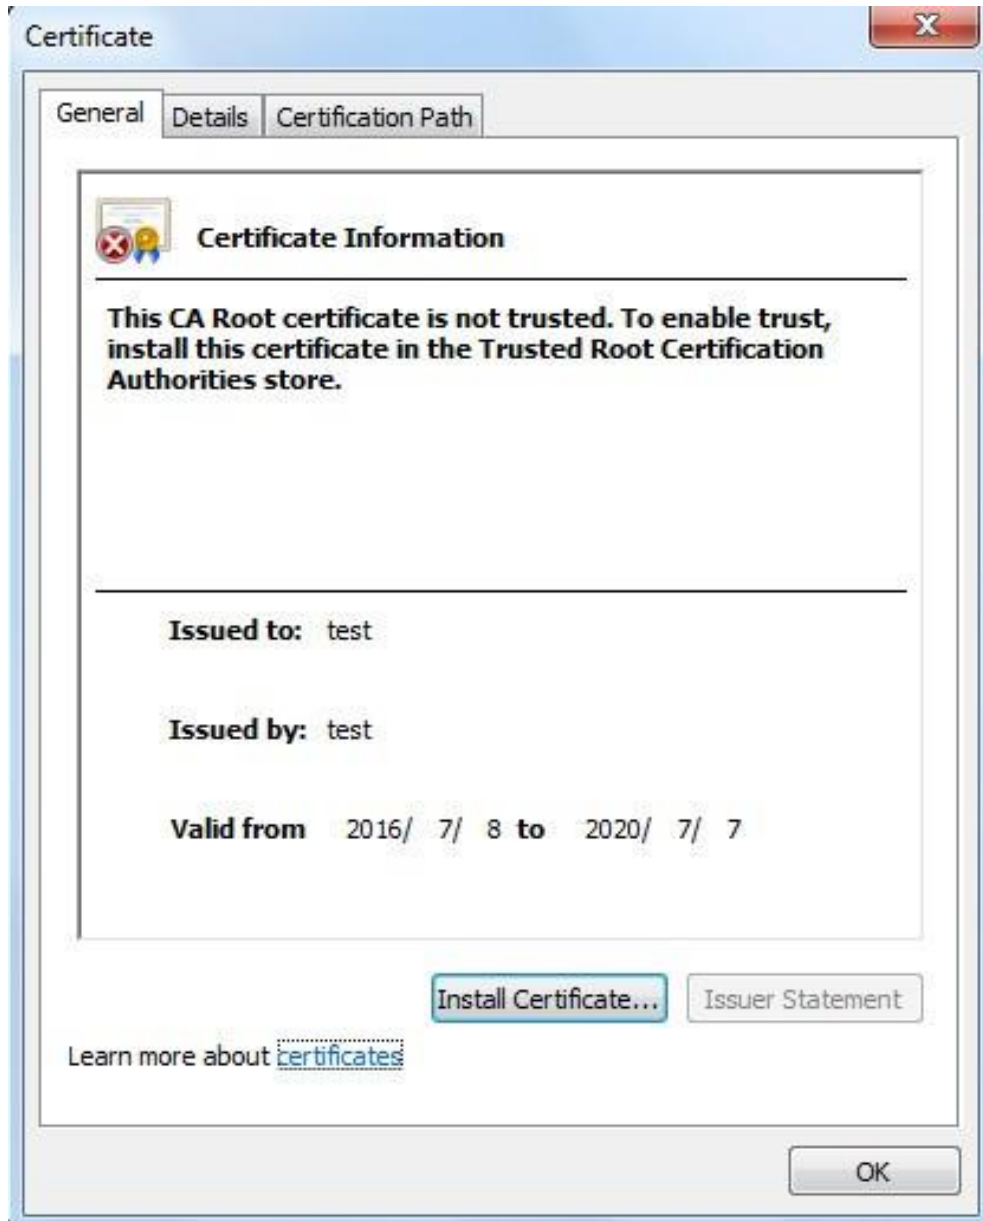 Certificate
X
General Details Certification Path
Certificate Information
This CA Root certificate is not trusted. To enable trust,
install this certificate in the Trusted Root Certification
Authorities store.
Issued to: test
Issued by: test
Valid from 2016/ 7/ 8 to 2020/ 7/ 7
Install Certificate... Issuer Statement
Learn more about certificates
OK